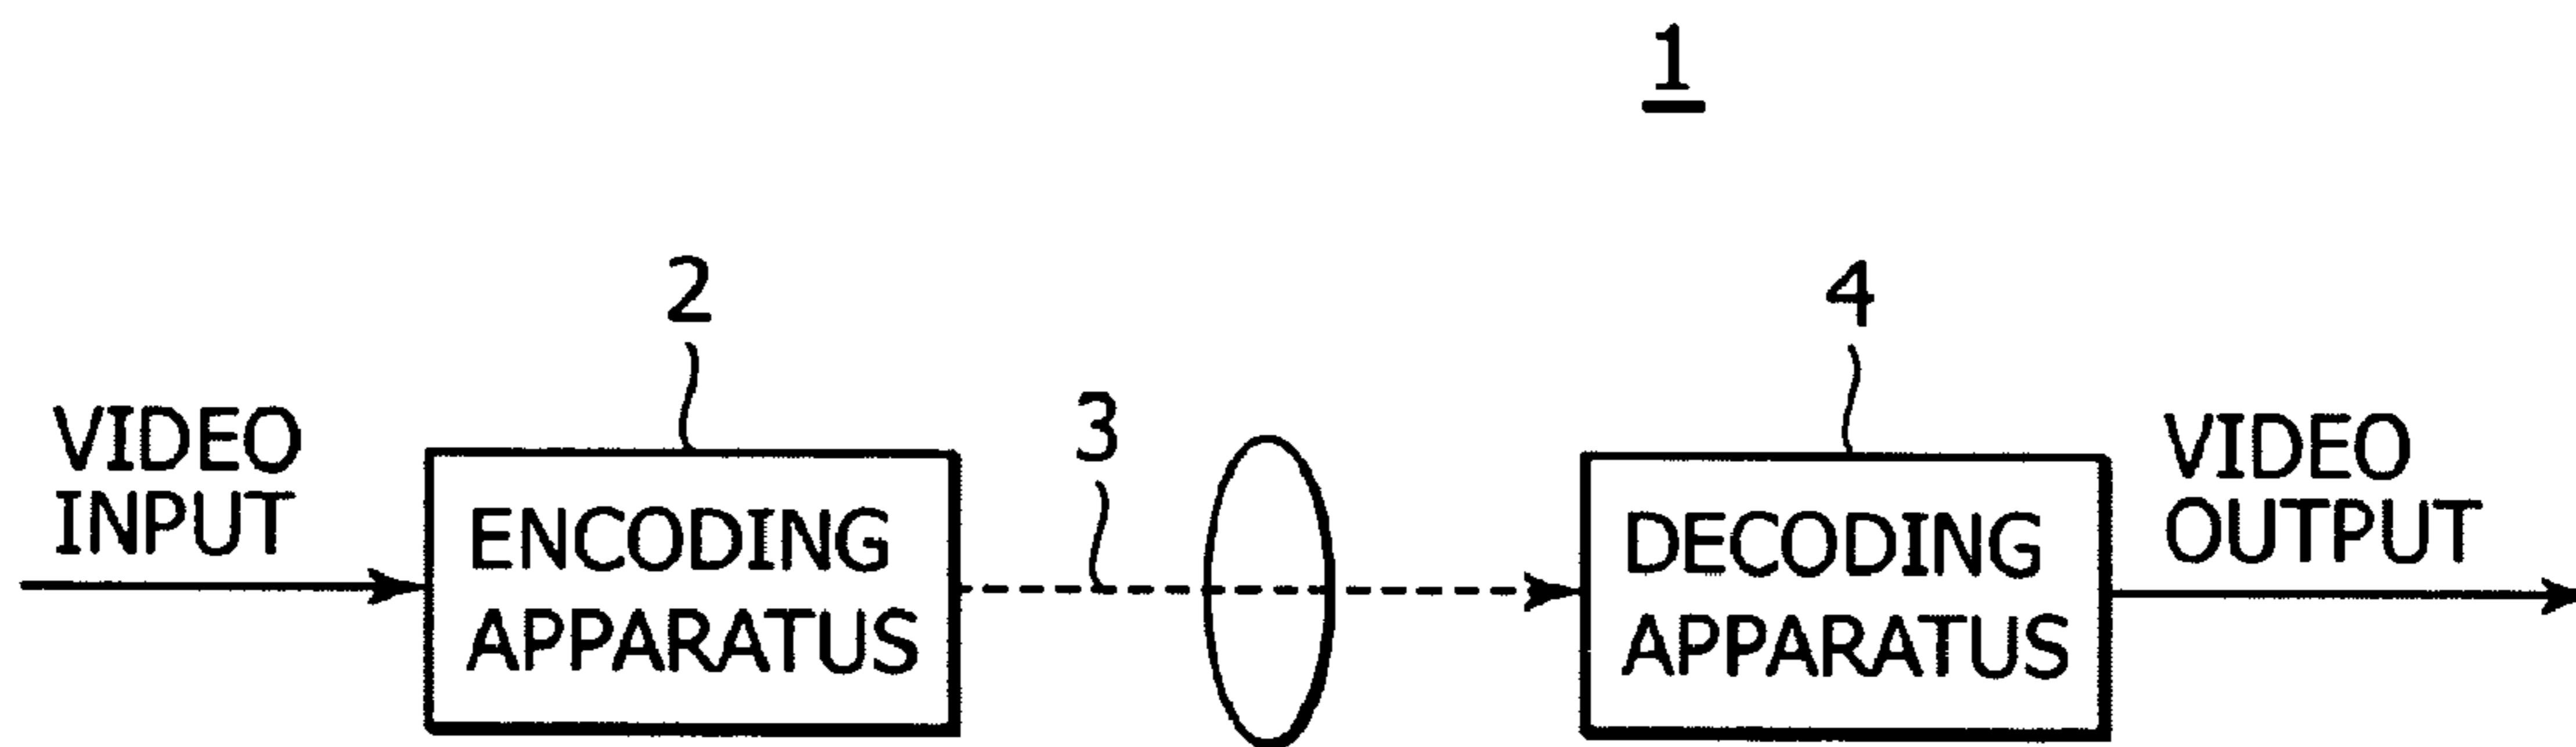 1
2
4
3
VIDEO
INPUT
ENCODING
APPARATUS
DECODING
APPARATUS
VIDEO
OUTPUT